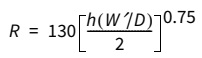 R = 130[h(W′/D)/2]^0.75